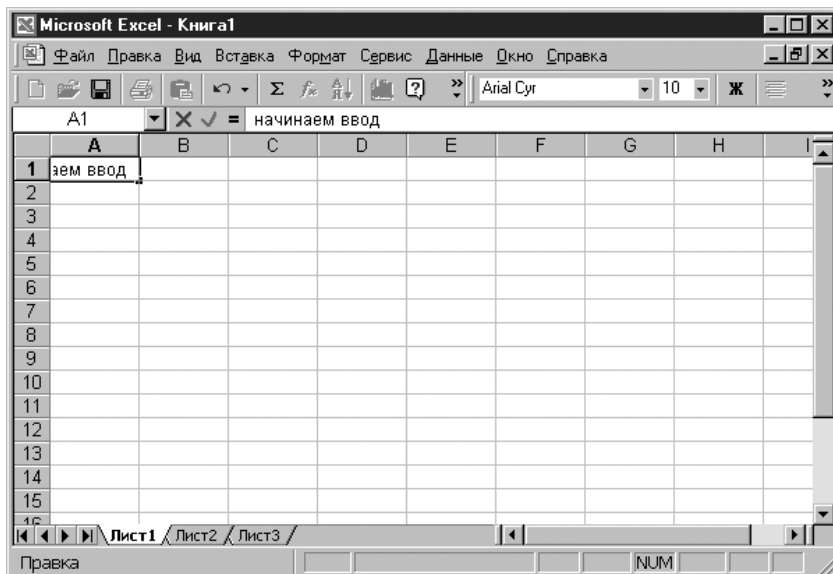 Microsoft Excel - Книга1
Файл Правка Вид Вставка Формат Сервис Данные Окно Справка
Σ fx А Я ? » Arial Cyr 10 Ж »
A1 = начинаем ввод
A B C D E F G H I
1 аем ввод
2
3
4
5
6
7
8
9
10
11
12
13
14
15
16
Лист1 Лист2 Лист3
Правка NUM